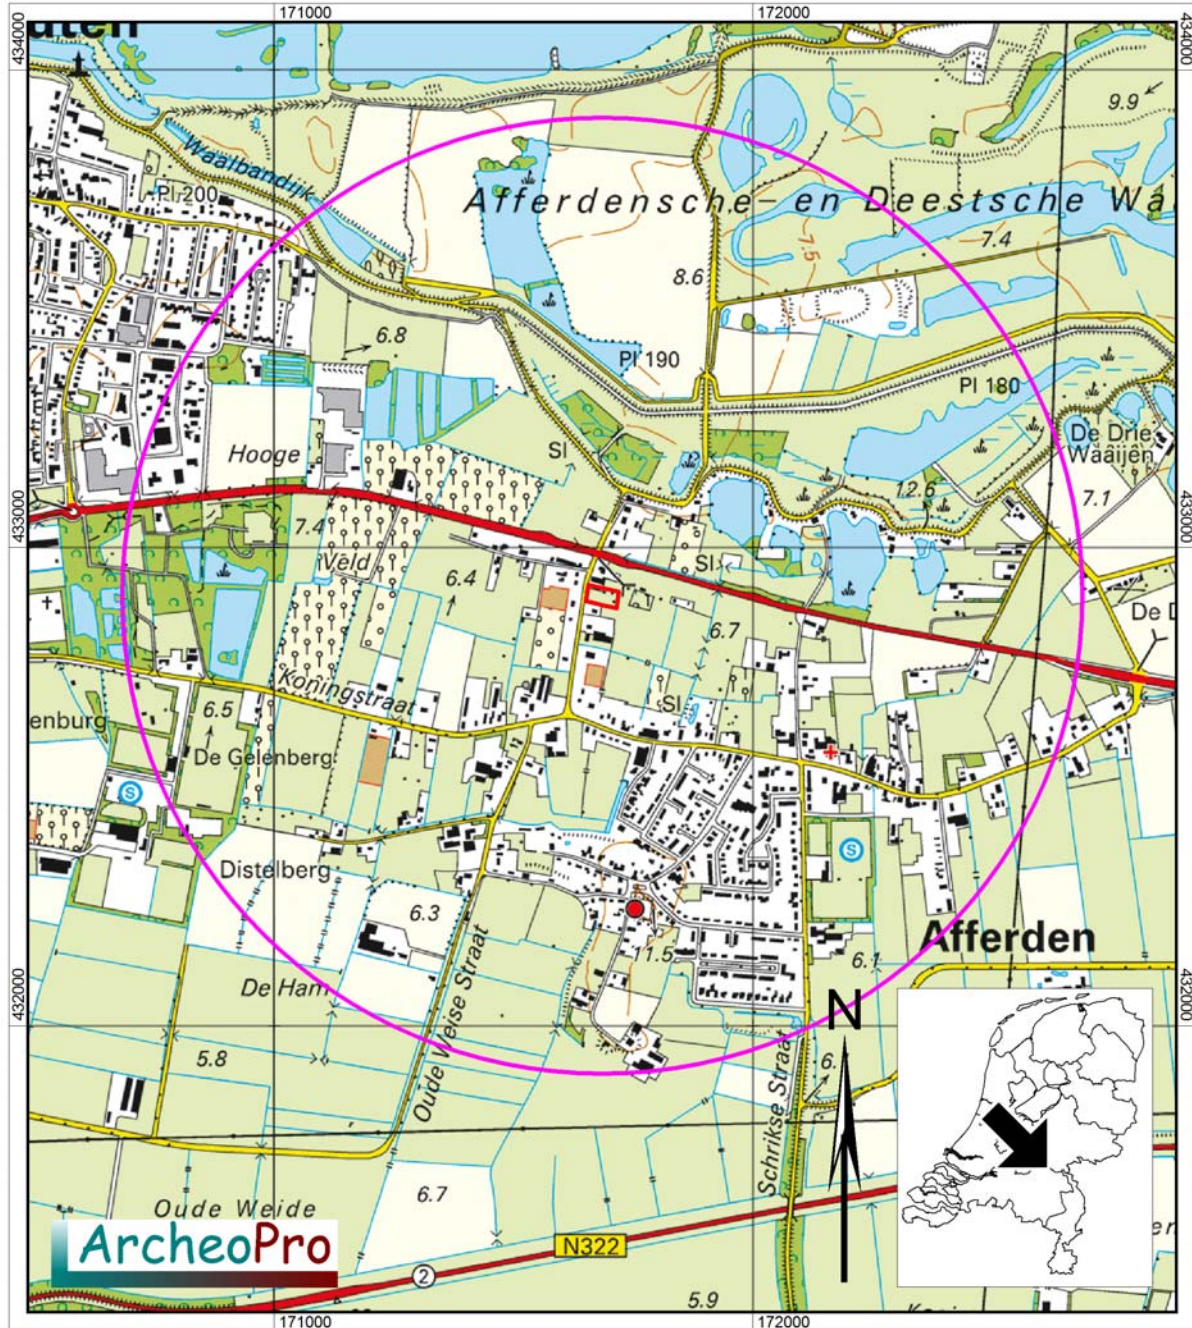 171000
172000
434000
434000
uten
9.9
Waalbandijk
Pl 200
Afferdensche- en Deestsche Wa
7.4
7.5
8.6
6.8
Pl 190
Pl 180
Hooge
Sl
De Drie
Waaijen
12.6
433000
7.1
433000
7.4
Veld
6.4
Sl
6.7
De D
Koningstraat
Sl
6.5
enburg
De Gelenberg
S
S
Distelberg
6.3
11.5
Afferden
6.1
De Ham
Oude Weise Straat
N
432000
432000
5.8
Schrikse Straat
6.
6.7
Oude Weide
ArcheoPro
N322
2
5.9
171000
172000